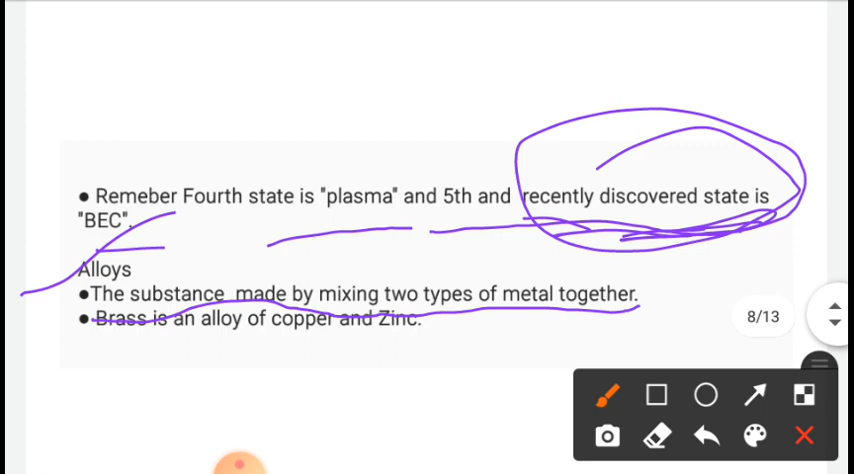 ● Remeber Fourth state is "plasma" and 5th and recently discovered state is
"BEC".
Alloys
●The substance made by mixing two types of metal together.
●Brass is an alloy of copper and Zinc.
8/13